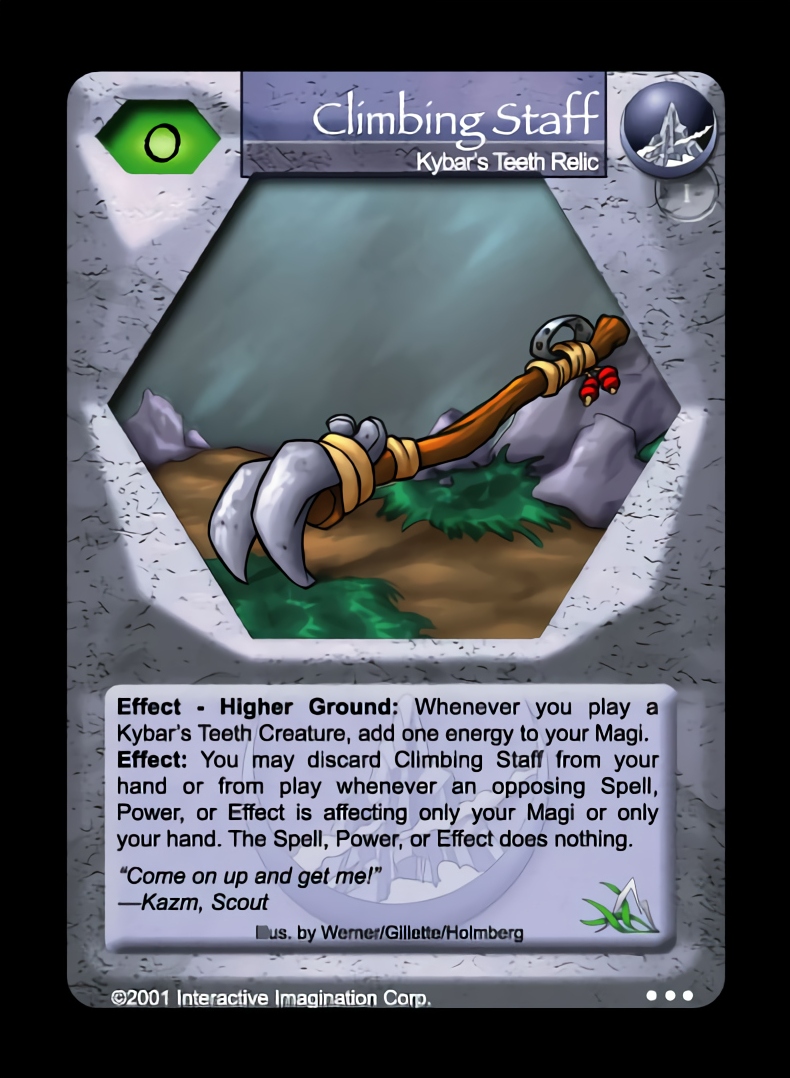 0
Climbing Staff
Kybar's Teeth Relic
I
Effect - Higher Ground: Whenever you play a
Kybar's Teeth Creature, add one energy to your Magi.
Effect: You may discard Climbing Staff from your
hand or from play whenever an opposing Spell,
Power, or Effect is affecting only your Magi or only
your hand. The Spell, Power, or Effect does nothing.
"Come on up and get me!"
—Kazm, Scout
Illus. by Werner/Gillette/Holmberg
©2001 Interactive Imagination Corp.